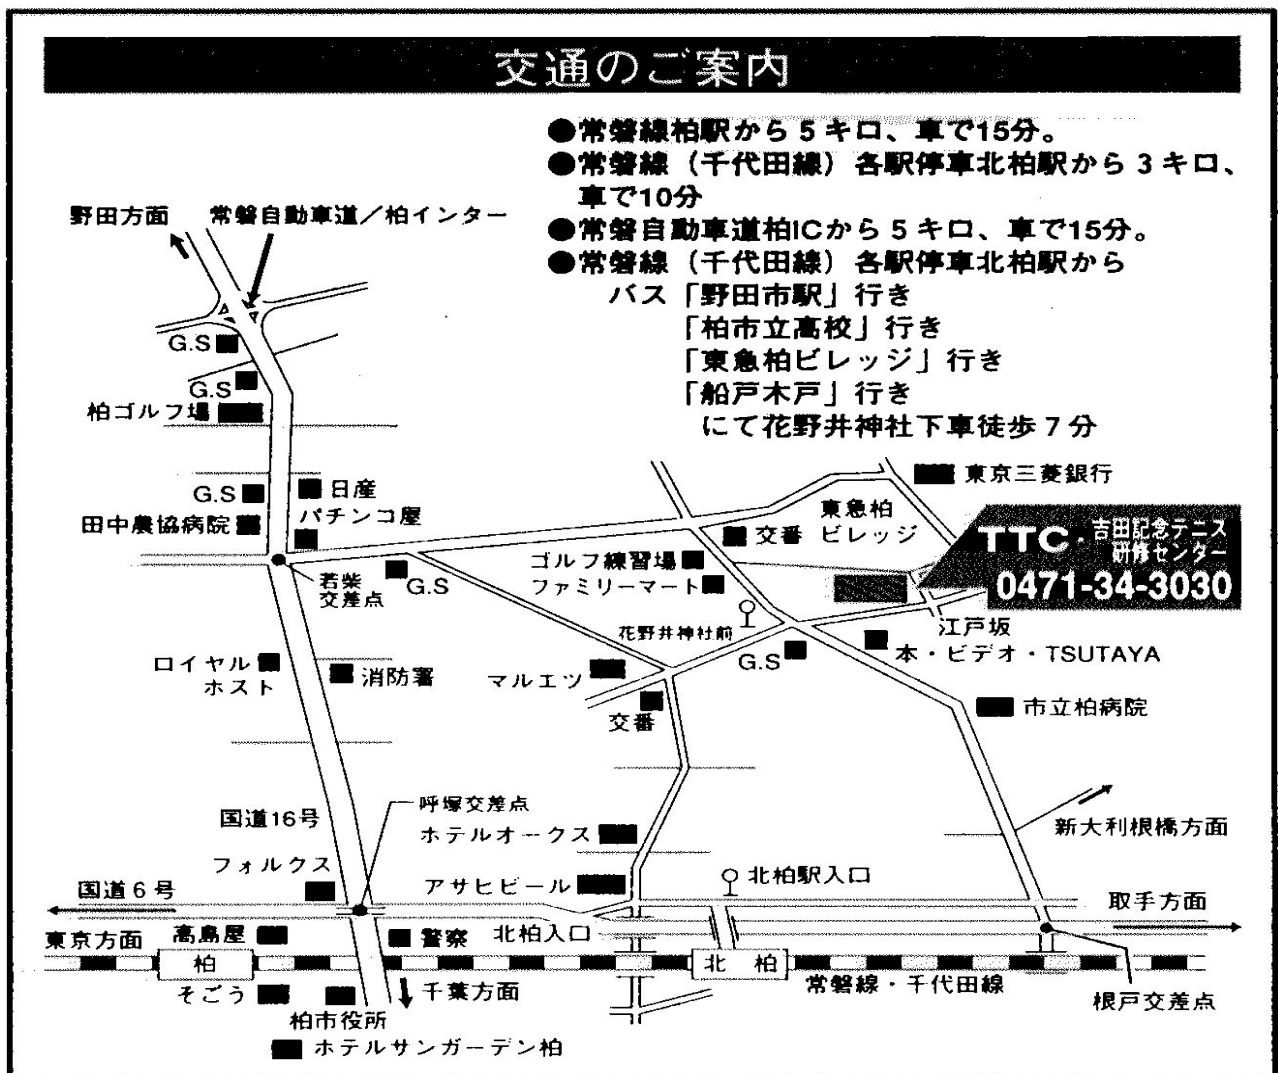 交通のご案内
●常磐線柏駅から5キロ、車で15分。
●常磐線（千代田線）各駅停車北柏駅から3キロ、
車で10分
●常磐自動車道柏ICから5キロ、車で15分。
●常磐線（千代田線）各駅停車北柏駅から
バス「野田市駅」行き
「柏市立高校」行き
「東急柏ビレッジ」行き
「船戸木戸」行き
にて花野井神社下車徒歩7分
野田方面
常磐自動車道／柏インター
G.S
G.S
柏ゴルフ場
G.S
日産
パチンコ屋
田中農協病院
若柴
交差点
G.S
東京三菱銀行
東急柏
ビレッジ
交番
ゴルフ練習場
ファミリーマート
TTC・吉田記念テニス
研修センター
0471-34-3030
花野井神社前
江戸坂
G.S
本・ビデオ・TSUTAYA
ロイヤル
ホスト
消防署
マルエツ
交番
市立柏病院
国道16号
呼塚交差点
ホテルオークス
新大利根橋方面
フォルクス
アサヒビール
北柏駅入口
国道6号
取手方面
東京方面
高島屋
警察
北柏入口
柏
北柏
常磐線・千代田線
そごう
千葉方面
根戸交差点
柏市役所
ホテルサンガーデン柏